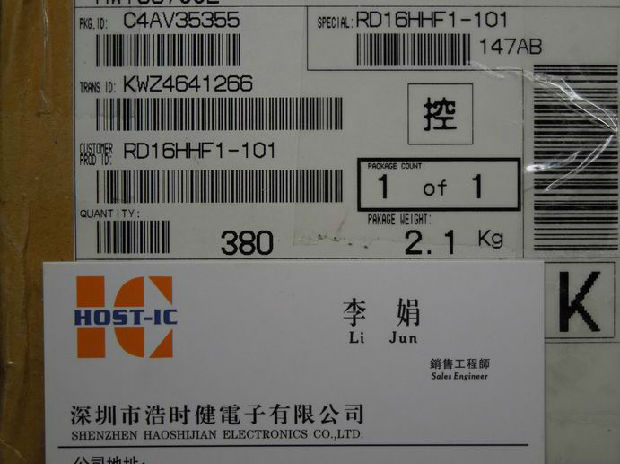 PKG.ID: C4AV35355
SPECIAL: RD16HHF1-101
147AB
TRANS ID: KWZ4641266
控
CUSTOMER PROD ID: RD16HHF1-101
PACKAGE COUNT
1 of 1
QUANTITY:
380
PAKAGE WEIGHT:
2.1 Kg
K
HOST-IC
李 娟
Li Jun
銷售工程師
Sales Engineer
深圳市浩时健電子有限公司
SHENZHEN HAOSHIJIAN ELECTRONICS CO.,LTD.
公司地址: